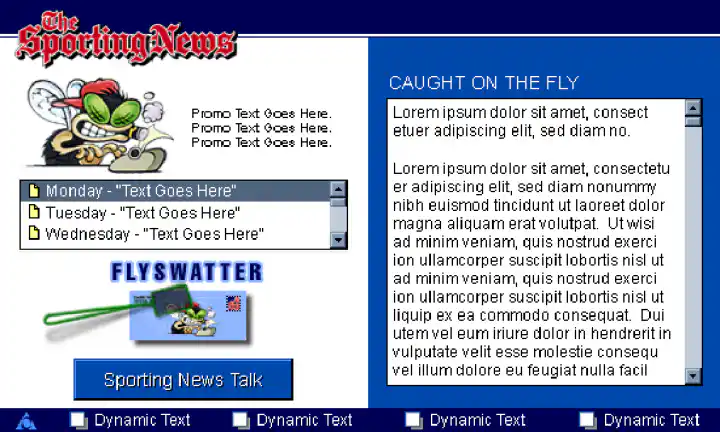 The
Sporting News
Promo Text Goes Here.
Promo Text Goes Here.
Promo Text Goes Here.
Monday - "Text Goes Here"
Tuesday - "Text Goes Here"
Wednesday - "Text Goes Here"
FLYSWATTER
Sporting News Talk
CAUGHT ON THE FLY
Lorem ipsum dolor sit amet, consect
etuer adipiscing elit, sed diam no.
Lorem ipsum dolor sit amet, consectetu
er adipiscing elit, sed diam nonummy
nibh euismod tincidunt ut laoreet dolor
magna aliquam erat volutpat.  Ut wisi
ad minim veniam, quis nostrud exerci
ion ullamcorper suscipit lobortis nisl ut
ad minim veniam, quis nostrud exerci
ion ullamcorper suscipit lobortis nisl ut
liquip ex ea commodo consequat.  Dui
utem vel eum iriure dolor in hendrerit in
vulputate velit esse molestie consequ
vel illum dolore eu feugiat nulla facil
Dynamic Text
Dynamic Text
Dynamic Text
Dynamic Text